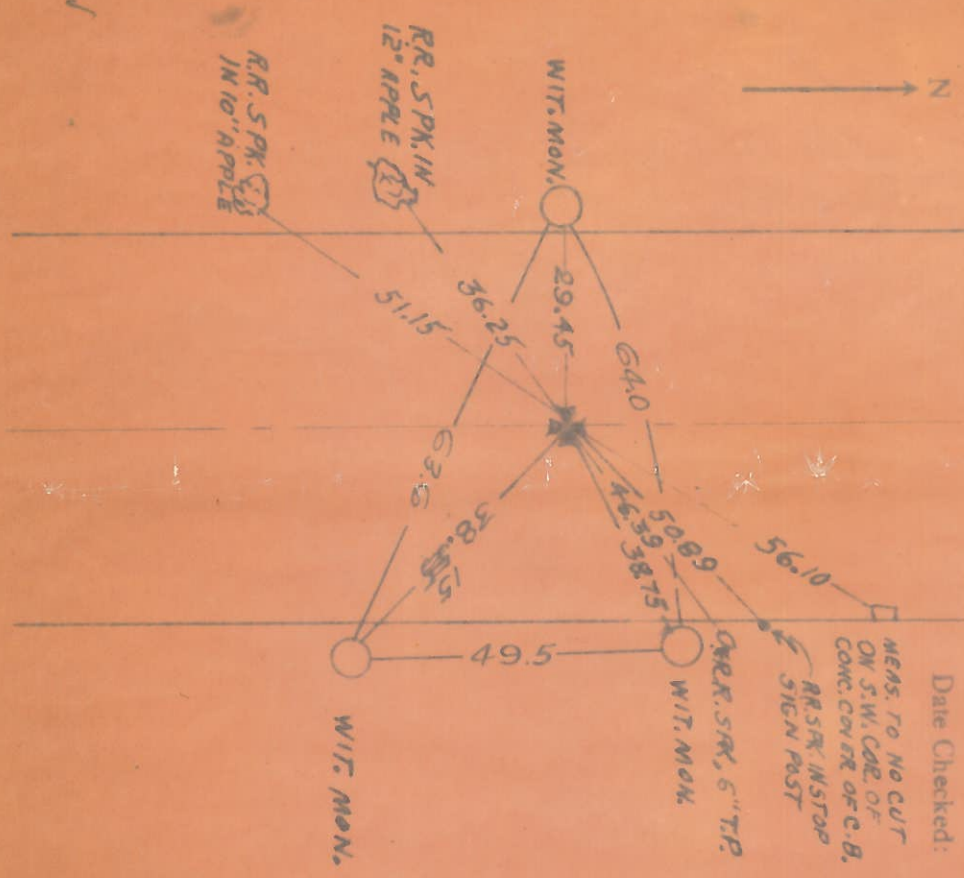 N
Date Checked:
WIT. MON.
RR. SPK. IN
12" APPLE
R.R. SPK.
IN 10" APPLE
29.45
64.0
36.25
51.15
63.6
46.39
50.89
38.75
56.10
49.5
MEAS. TO NO CUT
ON S.W. COR. OF
CONC. COVER OF C.B.
RR SPK. IN STOP
SIGN POST
R.R. SPK, 6" T.P.
WIT. MON.
WIT. MON.